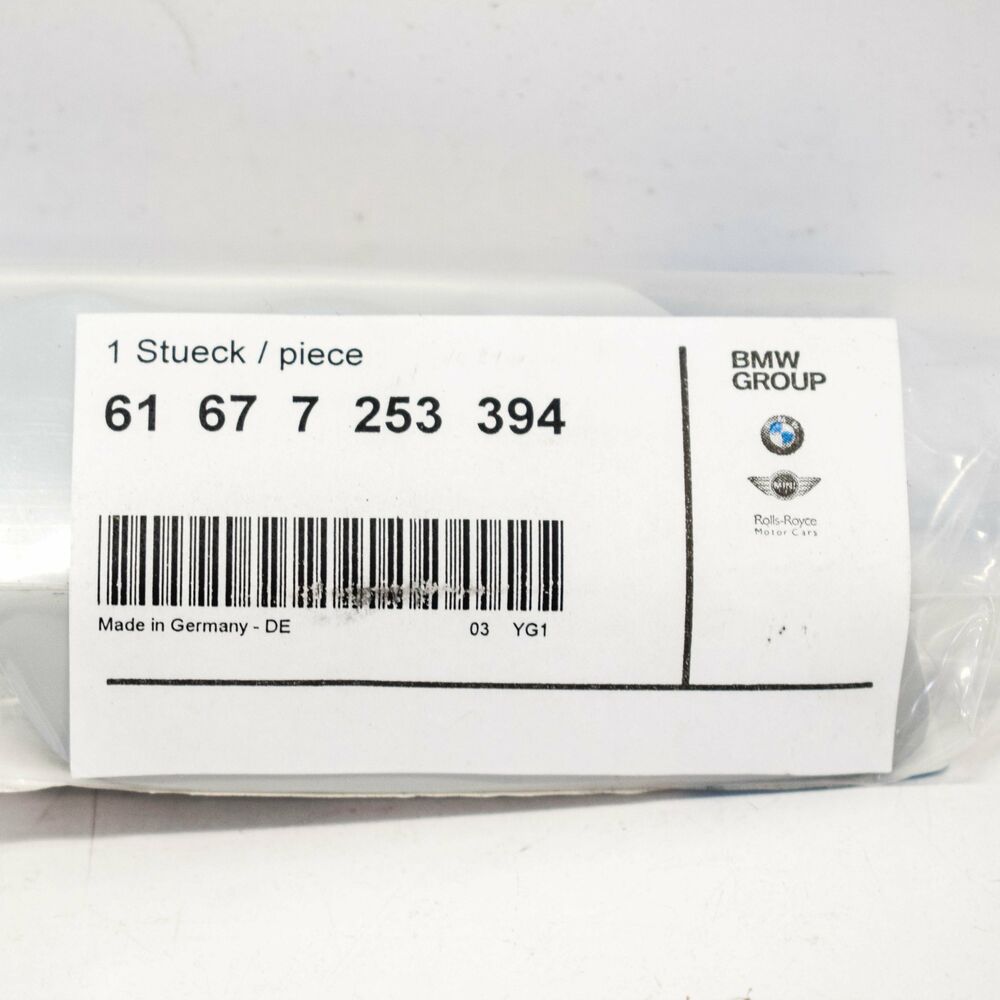 1 Stueck / piece
61 67 7 253 394
Made in Germany - DE
03 YG1
BMW
GROUP
MINI
Rolls-Royce
Motor Cars